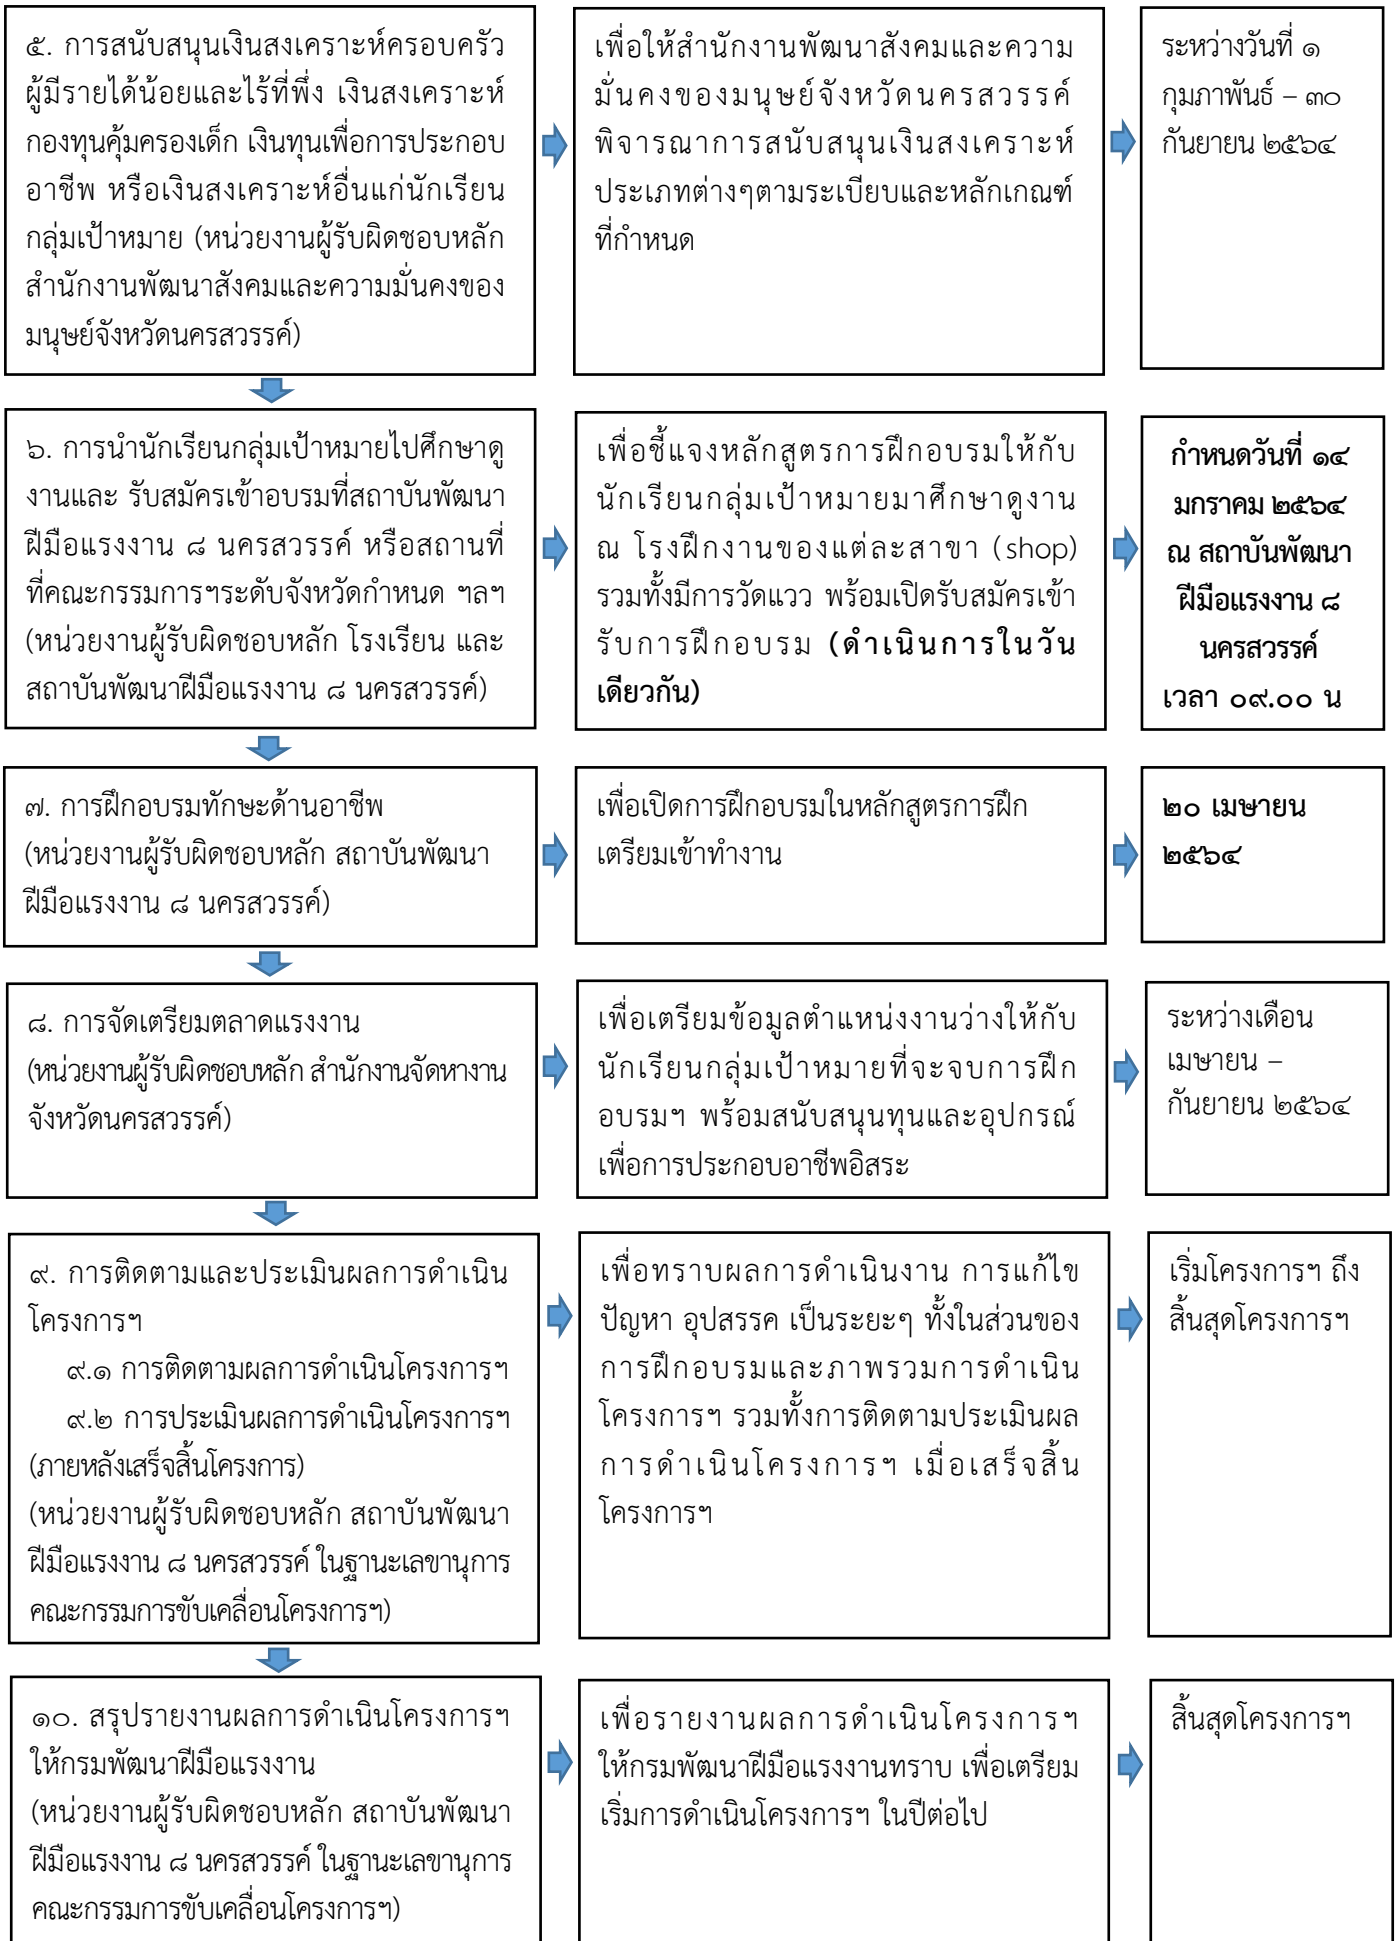 ๕. การสนับสนุนเงินสงเคราะห์ครอบครัว
ผู้มีรายได้น้อยและไร้ที่พึ่ง เงินสงเคราะห์
กองทุนคุ้มครองเด็ก เงินทุนเพื่อการประกอบ
อาชีพ หรือเงินสงเคราะห์อื่นแก่นักเรียน
กลุ่มเป้าหมาย (หน่วยงานผู้รับผิดชอบหลัก
สำนักงานพัฒนาสังคมและความมั่นคงของ
มนุษย์จังหวัดนครสวรรค์)
เพื่อให้สำนักงานพัฒนาสังคมและความ
มั่นคงของมนุษย์จังหวัดนครสวรรค์
พิจารณาการสนับสนุนเงินสงเคราะห์
ประเภทต่างๆตามระเบียบและหลักเกณฑ์
ที่กำหนด
ระหว่างวันที่ ๑
กุมภาพันธ์ – ๓๐
กันยายน ๒๕๖๔
๖. การนำนักเรียนกลุ่มเป้าหมายไปศึกษาดู
งานและ รับสมัครเข้าอบรมที่สถาบันพัฒนา
ฝีมือแรงงาน ๘ นครสวรรค์ หรือสถานที่
ที่คณะกรรมการฯระดับจังหวัดกำหนด ฯลฯ
(หน่วยงานผู้รับผิดชอบหลัก โรงเรียน และ
สถาบันพัฒนาฝีมือแรงงาน ๘ นครสวรรค์)
เพื่อชี้แจงหลักสูตรการฝึกอบรมให้กับ
นักเรียนกลุ่มเป้าหมายมาศึกษาดูงาน
ณ โรงฝึกงานของแต่ละสาขา (shop)
รวมทั้งมีการวัดแวว พร้อมเปิดรับสมัครเข้า
รับการฝึกอบรม (ดำเนินการในวัน
เดียวกัน)
กำหนดวันที่ ๑๔
มกราคม ๒๕๖๔
ณ สถาบันพัฒนา
ฝีมือแรงงาน ๘
นครสวรรค์
เวลา ๐๙.๐๐ น
๗. การฝึกอบรมทักษะด้านอาชีพ
(หน่วยงานผู้รับผิดชอบหลัก สถาบันพัฒนา
ฝีมือแรงงาน ๘ นครสวรรค์)
เพื่อเปิดการฝึกอบรมในหลักสูตรการฝึก
เตรียมเข้าทำงาน
๒๐ เมษายน
๒๕๖๔
๘. การจัดเตรียมตลาดแรงงาน
(หน่วยงานผู้รับผิดชอบหลัก สำนักงานจัดหางาน
จังหวัดนครสวรรค์)
เพื่อเตรียมข้อมูลตำแหน่งงานว่างให้กับ
นักเรียนกลุ่มเป้าหมายที่จะจบการฝึก
อบรมฯ พร้อมสนับสนุนทุนและอุปกรณ์
เพื่อการประกอบอาชีพอิสระ
ระหว่างเดือน
เมษายน –
กันยายน ๒๕๖๔
๙. การติดตามและประเมินผลการดำเนิน
โครงการฯ
๙.๑ การติดตามผลการดำเนินโครงการฯ
๙.๒ การประเมินผลการดำเนินโครงการฯ
(ภายหลังเสร็จสิ้นโครงการ)
(หน่วยงานผู้รับผิดชอบหลัก สถาบันพัฒนา
ฝีมือแรงงาน ๘ นครสวรรค์ ในฐานะเลขานุการ
คณะกรรมการขับเคลื่อนโครงการฯ)
เพื่อทราบผลการดำเนินงาน การแก้ไข
ปัญหา อุปสรรค เป็นระยะๆ ทั้งในส่วนของ
การฝึกอบรมและภาพรวมการดำเนิน
โครงการฯ รวมทั้งการติดตามประเมินผล
การดำเนินโครงการฯ เมื่อเสร็จสิ้น
โครงการฯ
เริ่มโครงการฯ ถึง
สิ้นสุดโครงการฯ
๑๐. สรุปรายงานผลการดำเนินโครงการฯ
ให้กรมพัฒนาฝีมือแรงงาน
(หน่วยงานผู้รับผิดชอบหลัก สถาบันพัฒนา
ฝีมือแรงงาน ๘ นครสวรรค์ ในฐานะเลขานุการ
คณะกรรมการขับเคลื่อนโครงการฯ)
เพื่อรายงานผลการดำเนินโครงการฯ
ให้กรมพัฒนาฝีมือแรงงานทราบ เพื่อเตรียม
เริ่มการดำเนินโครงการฯ ในปีต่อไป
สิ้นสุดโครงการฯ